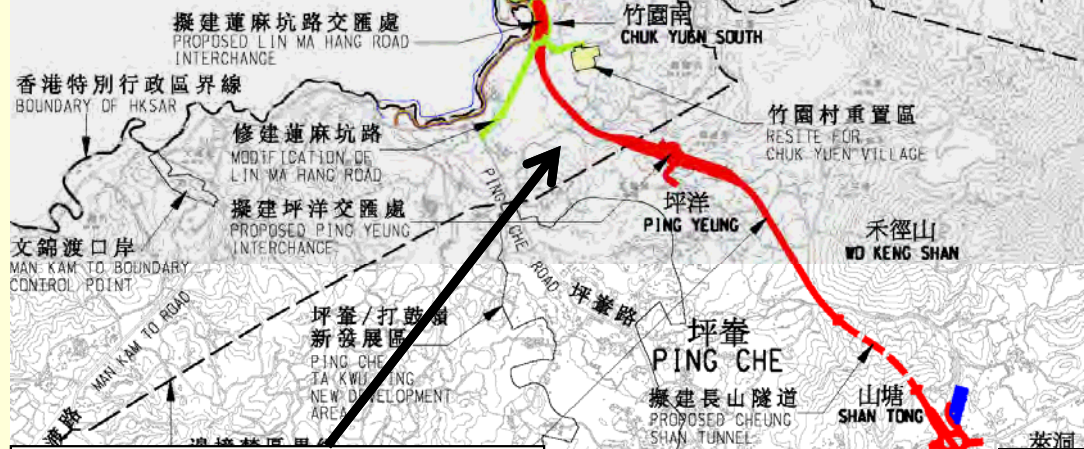 擬建蓮麻坑路交匯處
PROPOSED LIN MA HANG ROAD
INTERCHANGE
竹園南
CHUK YUEN SOUTH
香港特別行政區界線
BOUNDARY OF HKSAR
竹園村重置區
RESITE FOR
CHUK YUEN VILLAGE
修建蓮麻坑路
MODIFICATION OF
LIN MA HANG ROAD
擬建坪洋交匯處
PROPOSED PING YEUNG
INTERCHANGE
坪洋
PING YEUNG
禾徑山
WO KENG SHAN
文錦渡口岸
MAN KAM TO BOUNDARY
CONTROL POINT
MAN KAM TO ROAD
渡路
PING CHE ROAD
坪輋路
坪輋/打鼓嶺
新發展區
PING CHE
TA KWU LING
NEW DEVELOPMENT
AREA
坪輋
PING CHE
擬建長山隧道
PROPOSED CHEUNG
SHAN TUNNEL
山塘
SHAN TONG